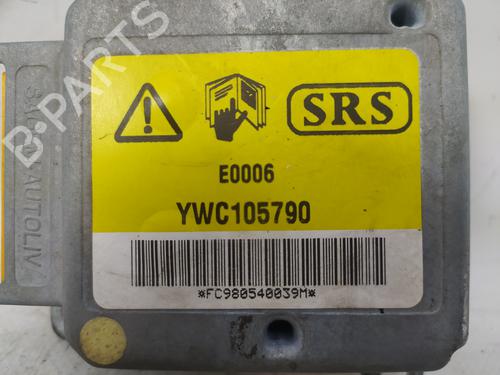 B-PARTS
SRS
E0006
YWC105790
*FC980540039M*
AUTOLIV